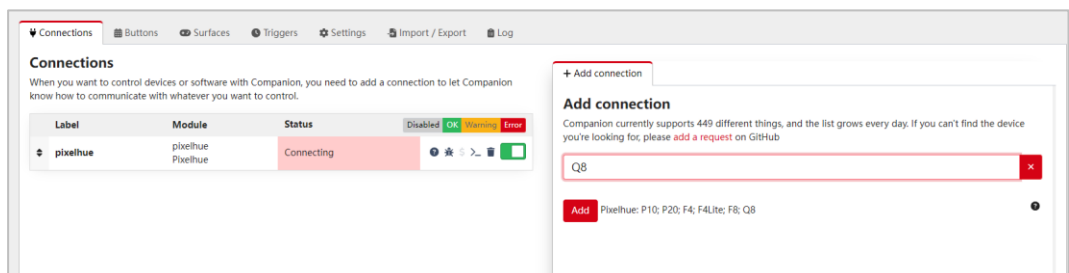 Connections Buttons Surfaces Triggers Settings Import / Export Log
Connections
When you want to control devices or software with Companion, you need to add a connection to let Companion
know how to communicate with whatever you want to control.
Label Module Status Disabled OK Warning Error
pixelhue pixelhue Connecting
Pixelhue
+ Add connection
Add connection
Companion currently supports 449 different things, and the list grows every day. If you can't find the device
you're looking for, please add a request on GitHub
Q8
Add Pixelhue: P10; P20; F4; F4Lite; F8; Q8